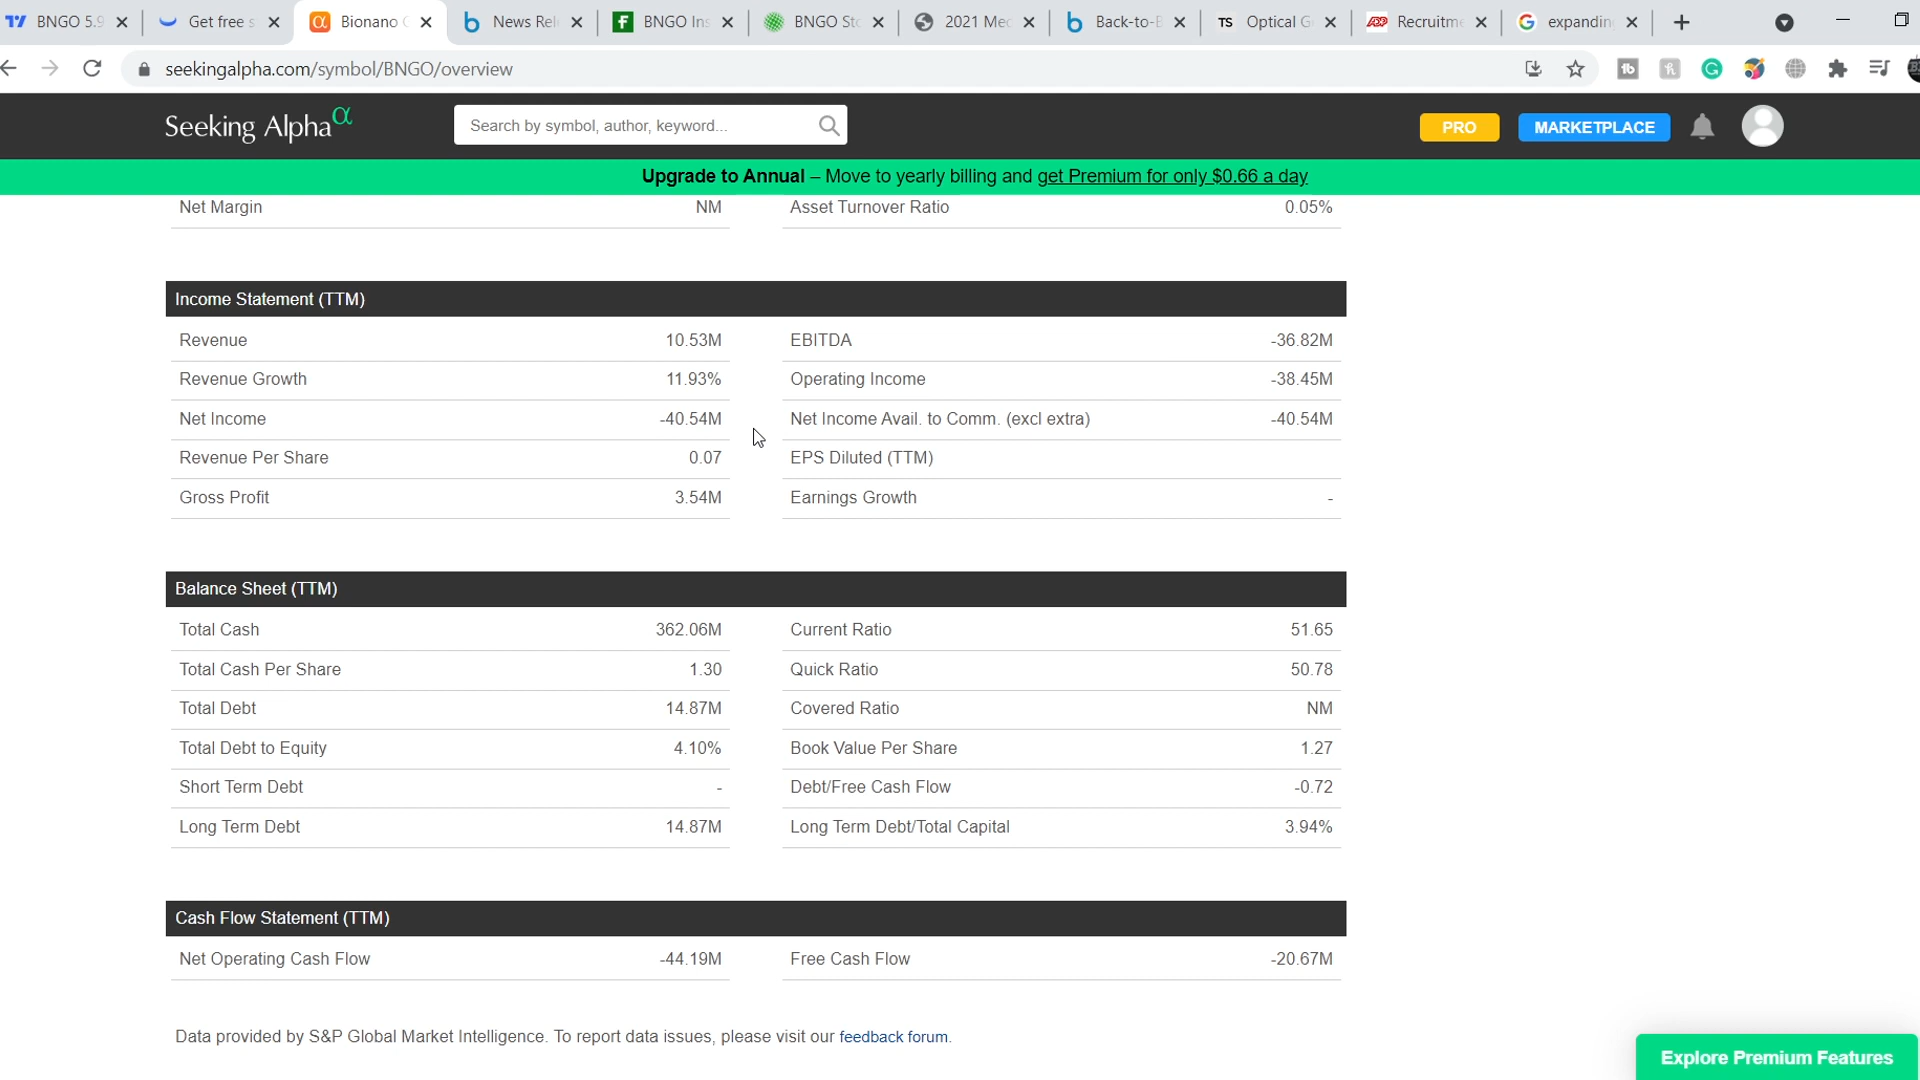 BNGO 5.9
Get free s
Bionano G
News Rel
BNGO Ins
BNGO Sto
2021 Med
Back-to-B
TS Optical G
ADP Recruitme
expanding
seekingalpha.com/symbol/BNGO/overview
Seeking Alpha α
Search by symbol, author, keyword...
PRO
MARKETPLACE
Upgrade to Annual – Move to yearly billing and get Premium for only $0.66 a day
Net Margin NM Asset Turnover Ratio 0.05%
Income Statement (TTM)
Revenue 10.53M EBITDA -36.82M
Revenue Growth 11.93% Operating Income -38.45M
Net Income -40.54M Net Income Avail. to Comm. (excl extra) -40.54M
Revenue Per Share 0.07 EPS Diluted (TTM)
Gross Profit 3.54M Earnings Growth -
Balance Sheet (TTM)
Total Cash 362.06M Current Ratio 51.65
Total Cash Per Share 1.30 Quick Ratio 50.78
Total Debt 14.87M Covered Ratio NM
Total Debt to Equity 4.10% Book Value Per Share 1.27
Short Term Debt - Debt/Free Cash Flow -0.72
Long Term Debt 14.87M Long Term Debt/Total Capital 3.94%
Cash Flow Statement (TTM)
Net Operating Cash Flow -44.19M Free Cash Flow -20.67M
Data provided by S&P Global Market Intelligence. To report data issues, please visit our feedback forum.
Explore Premium Features